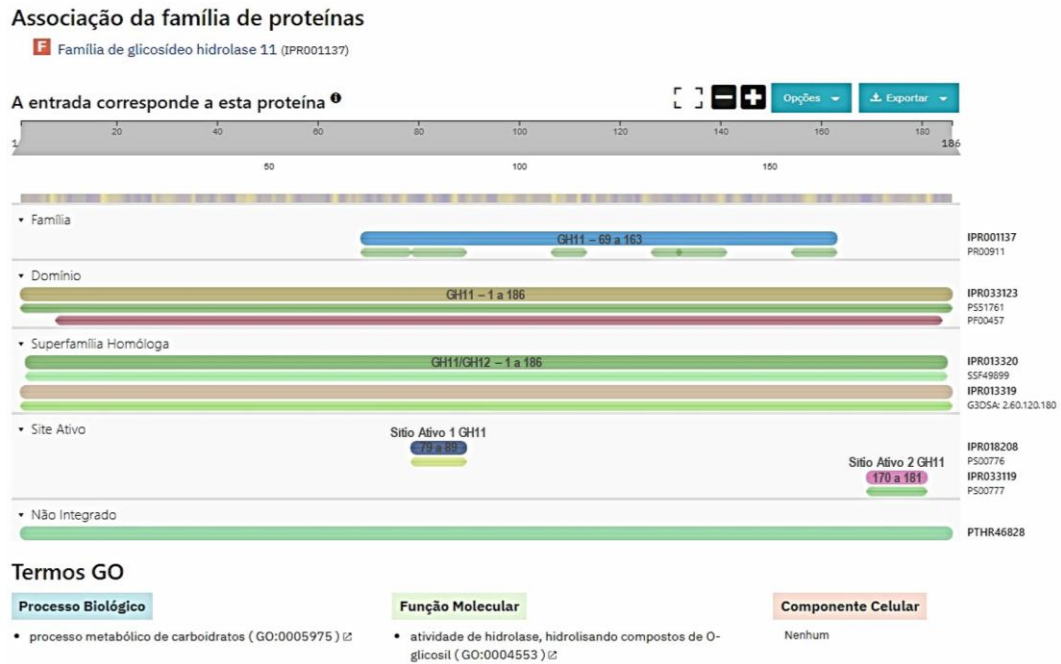 Associação da família de proteínas
F Família de glicosídeo hidrolase 11 (IPR001137)
A entrada corresponde a esta proteína
Opções
Exportar
20 40 60 80 100 120 140 160 180
1 186
50 100 150
Família
GH11 – 69 a 163
IPR001137
PR00911
Domínio
GH11 – 1 a 186
IPR033123
PS51761
PF00457
Superfamília Homóloga
GH11/GH12 – 1 a 186
IPR013320
SSF49899
IPR013319
G3DSA: 2.60.120.180
Site Ativo
Sitio Ativo 1 GH11
79 a 89
IPR018208
PS00776
Sitio Ativo 2 GH11
170 a 181
IPR033119
PS00777
Não Integrado
PTHR46828
Termos GO
Processo Biológico
processo metabólico de carboidratos ( GO:0005975 )
Função Molecular
atividade de hidrolase, hidrolisando compostos de O-
glicosil ( GO:0004553 )
Componente Celular
Nenhum